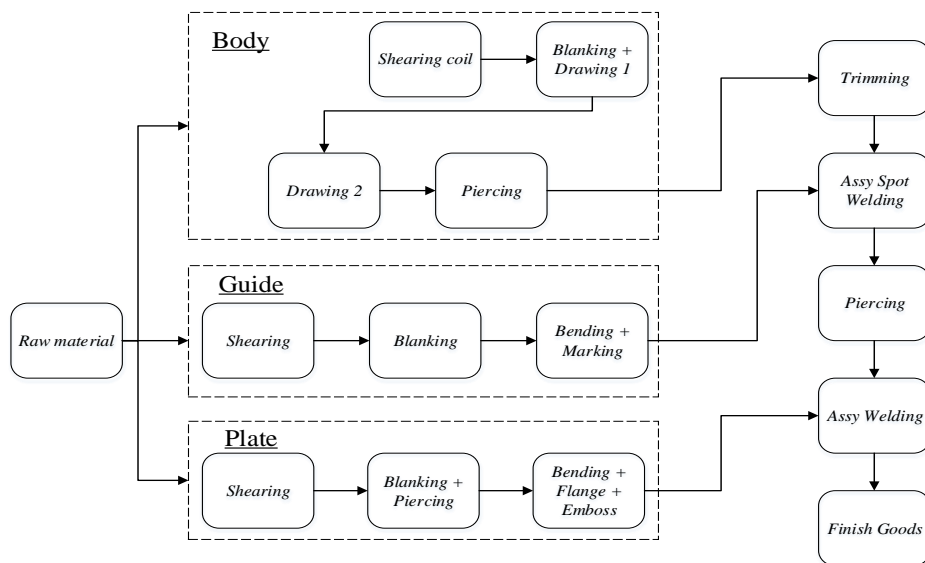 Body
Shearing coil
Blanking +
Drawing 1
Trimming
Drawing 2
Piercing
Assy Spot
Welding
Guide
Raw material
Shearing
Blanking
Bending +
Marking
Piercing
Plate
Shearing
Blanking +
Piercing
Bending +
Flange +
Emboss
Assy Welding
Finish Goods